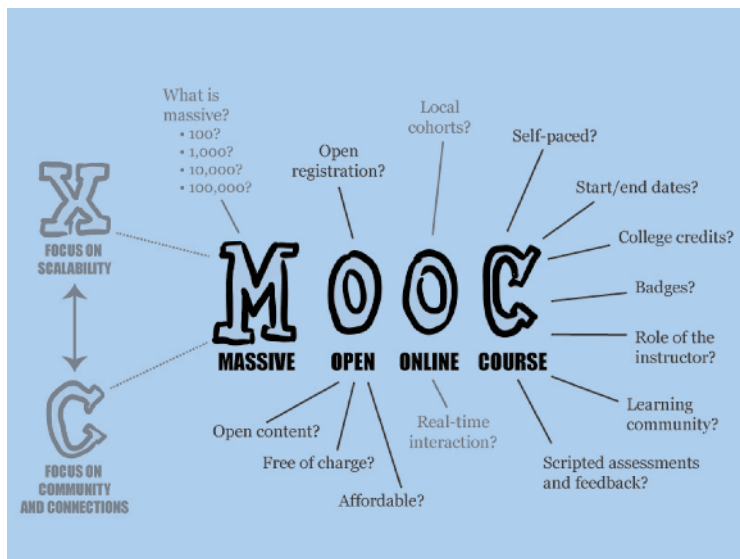 What is
massive?
• 100?
• 1,000?
• 10,000?
• 100,000?
Local
cohorts?
Self-paced?
Open
registration?
Start/end dates?
College credits?
Badges?
Role of the
instructor?
Learning
community?
Scripted assessments
and feedback?
X
FOCUS ON
SCALABILITY
C
FOCUS ON
COMMUNITY
AND CONNECTIONS
MOOC
MASSIVE OPEN ONLINE COURSE
Open content?
Free of charge?
Affordable?
Real-time
interaction?